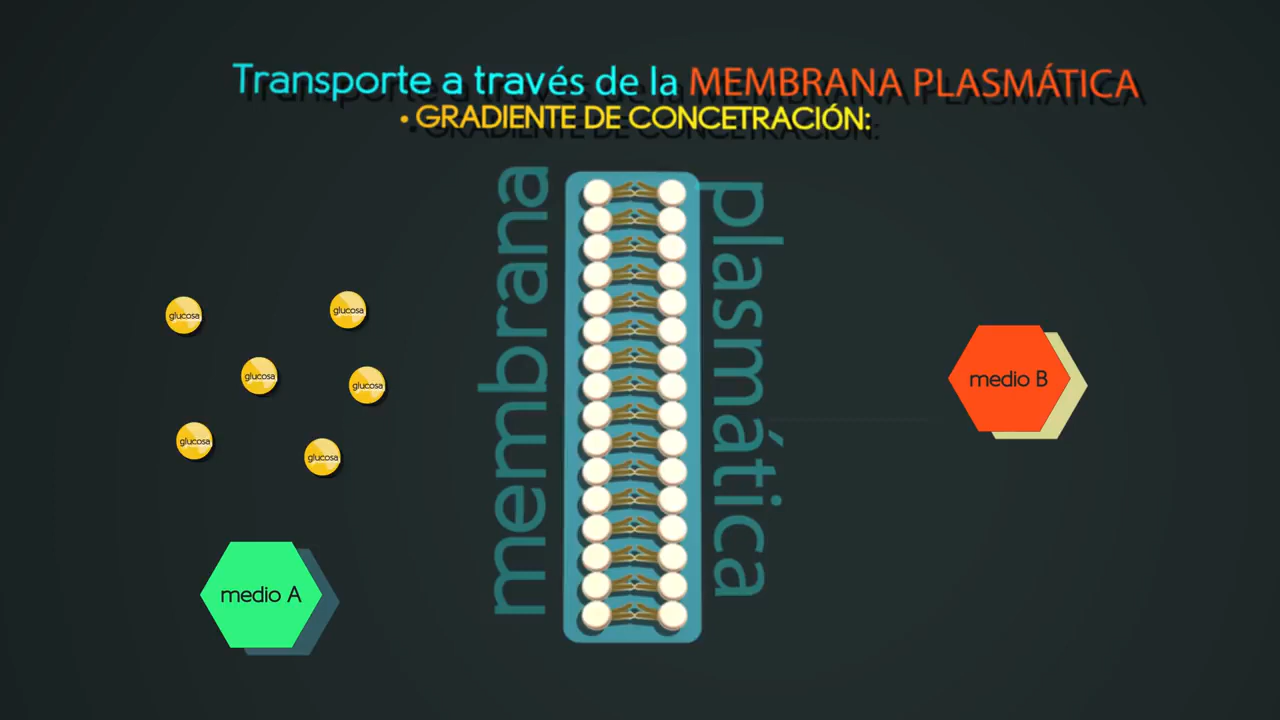 Transporte a través de la MEMBRANA PLASMÁTICA
• GRADIENTE DE CONCETRACIÓN:
membrana
plasmática
glucosa
glucosa
glucosa
glucosa
glucosa
glucosa
medio B
medio A